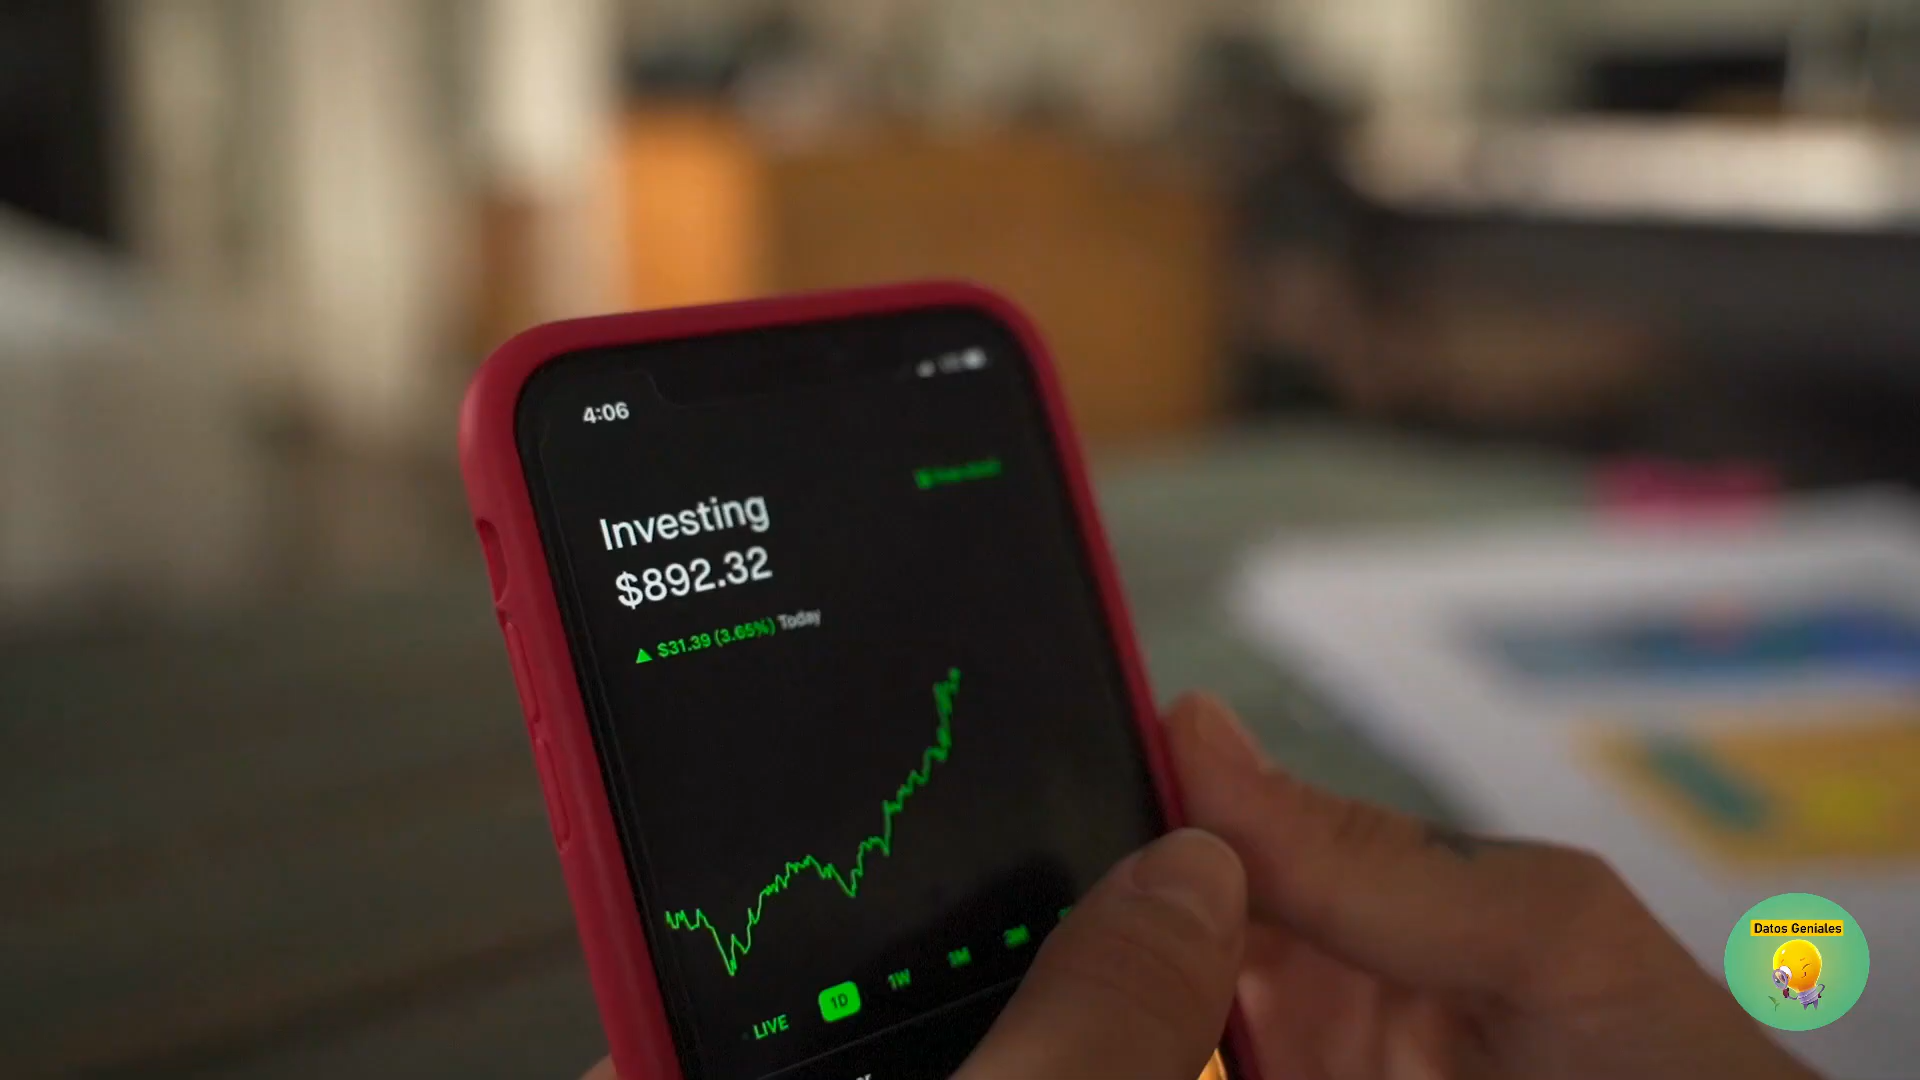 4:06
Investing
$892.32
▲ $31.39 (3.65%) Today
LIVE 1D 1W 1M 3M
Datos Geniales